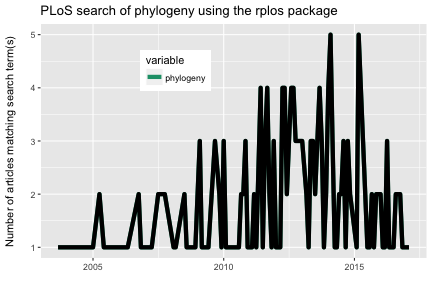 PLoS search of phylogeny using the rplos package
Number of articles matching search term(s)
5
4
3
2
1
variable
phylogeny
2005
2010
2015